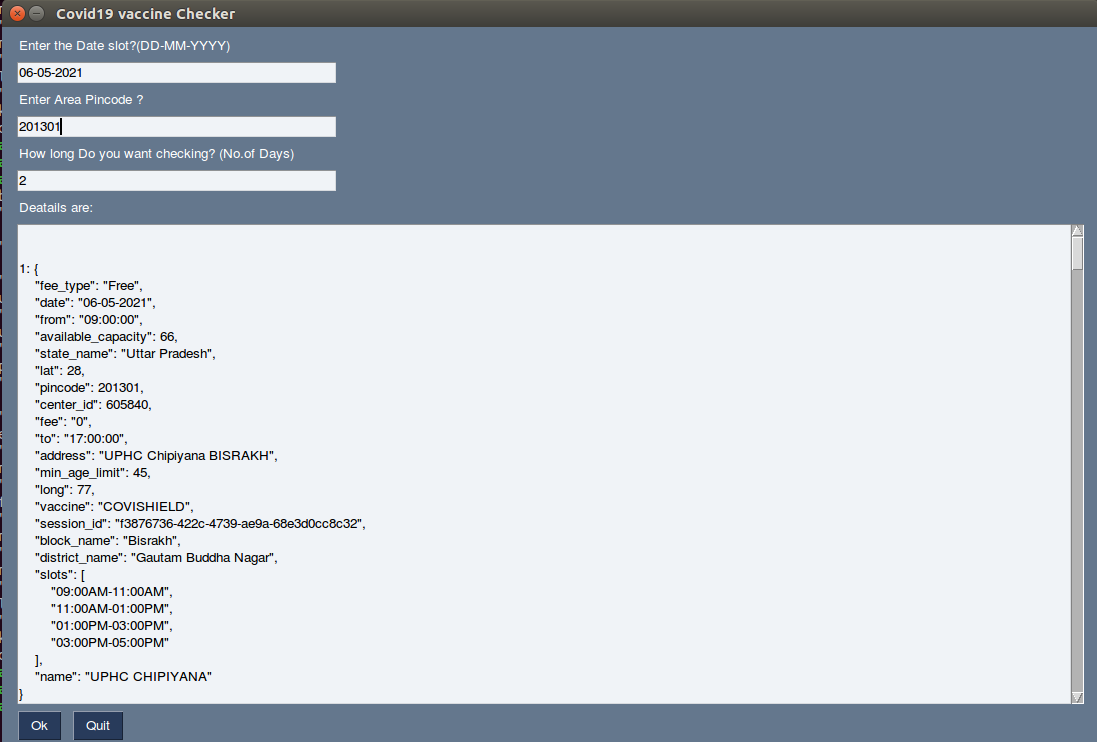 Covid19 vaccine Checker
Enter the Date slot?(DD-MM-YYYY)
06-05-2021
Enter Area Pincode ?
201301
How long Do you want checking? (No.of Days)
2
Deatails are:
1: {
"fee_type": "Free",
"date": "06-05-2021",
"from": "09:00:00",
"available_capacity": 66,
"state_name": "Uttar Pradesh",
"lat": 28,
"pincode": 201301,
"center_id": 605840,
"fee": "0",
"to": "17:00:00",
"address": "UPHC Chipiyana BISRAKH",
"min_age_limit": 45,
"long": 77,
"vaccine": "COVISHIELD",
"session_id": "f3876736-422c-4739-ae9a-68e3d0cc8c32",
"block_name": "Bisrakh",
"district_name": "Gautam Buddha Nagar",
"slots": [
"09:00AM-11:00AM",
"11:00AM-01:00PM",
"01:00PM-03:00PM",
"03:00PM-05:00PM"
],
"name": "UPHC CHIPIYANA"
}
Ok Quit